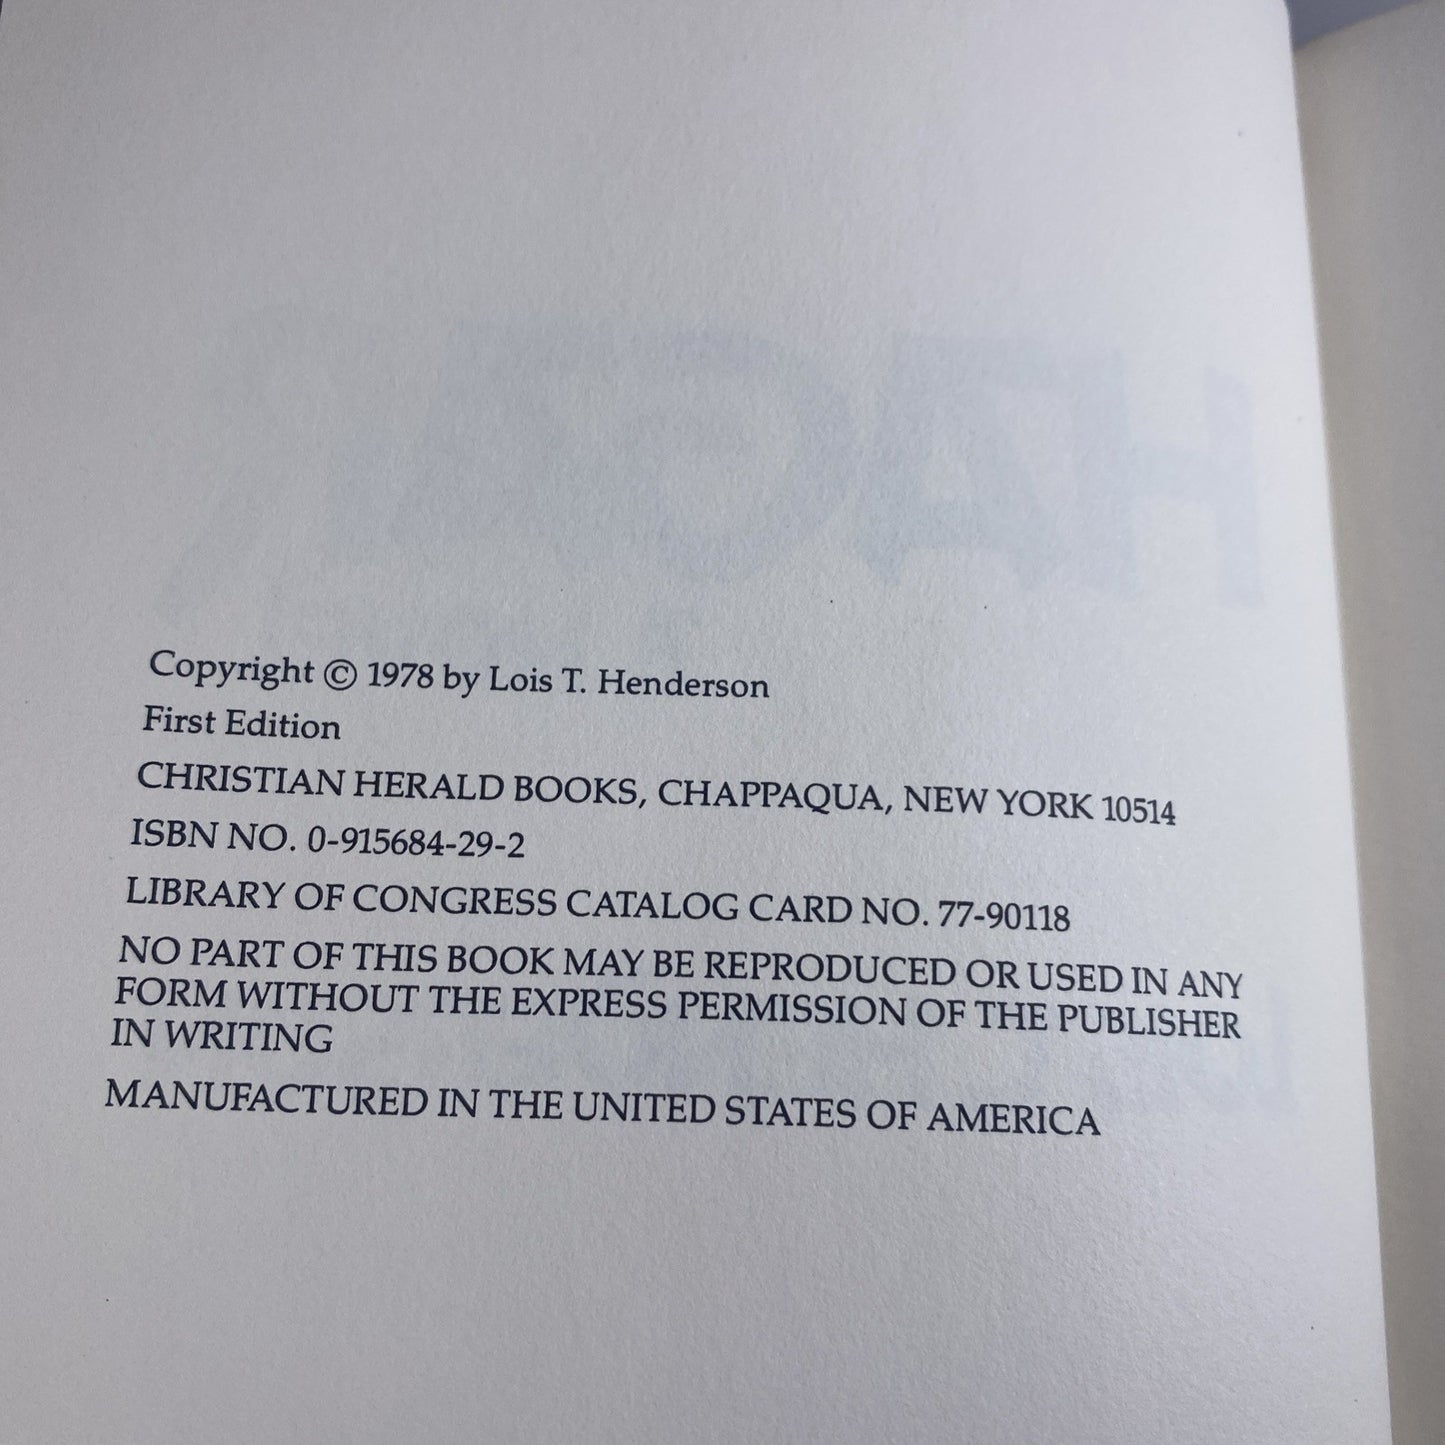 Copyright © 1978 by Lois T. Henderson
First Edition
CHRISTIAN HERALD BOOKS, CHAPPAQUA, NEW YORK 10514
ISBN NO. 0-915684-29-2
LIBRARY OF CONGRESS CATALOG CARD NO. 77-90118
NO PART OF THIS BOOK MAY BE REPRODUCED OR USED IN ANY
FORM WITHOUT THE EXPRESS PERMISSION OF THE PUBLISHER
IN WRITING
MANUFACTURED IN THE UNITED STATES OF AMERICA